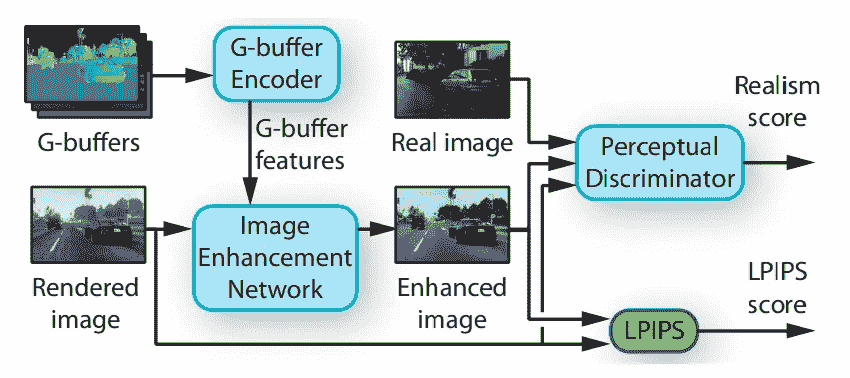 G-buffer
Encoder
G-buffers
G-buffer
features
Real image
Perceptual
Discriminator
Realism
score
Rendered
image
Image
Enhancement
Network
Enhanced
image
LPIPS
LPIPS
score